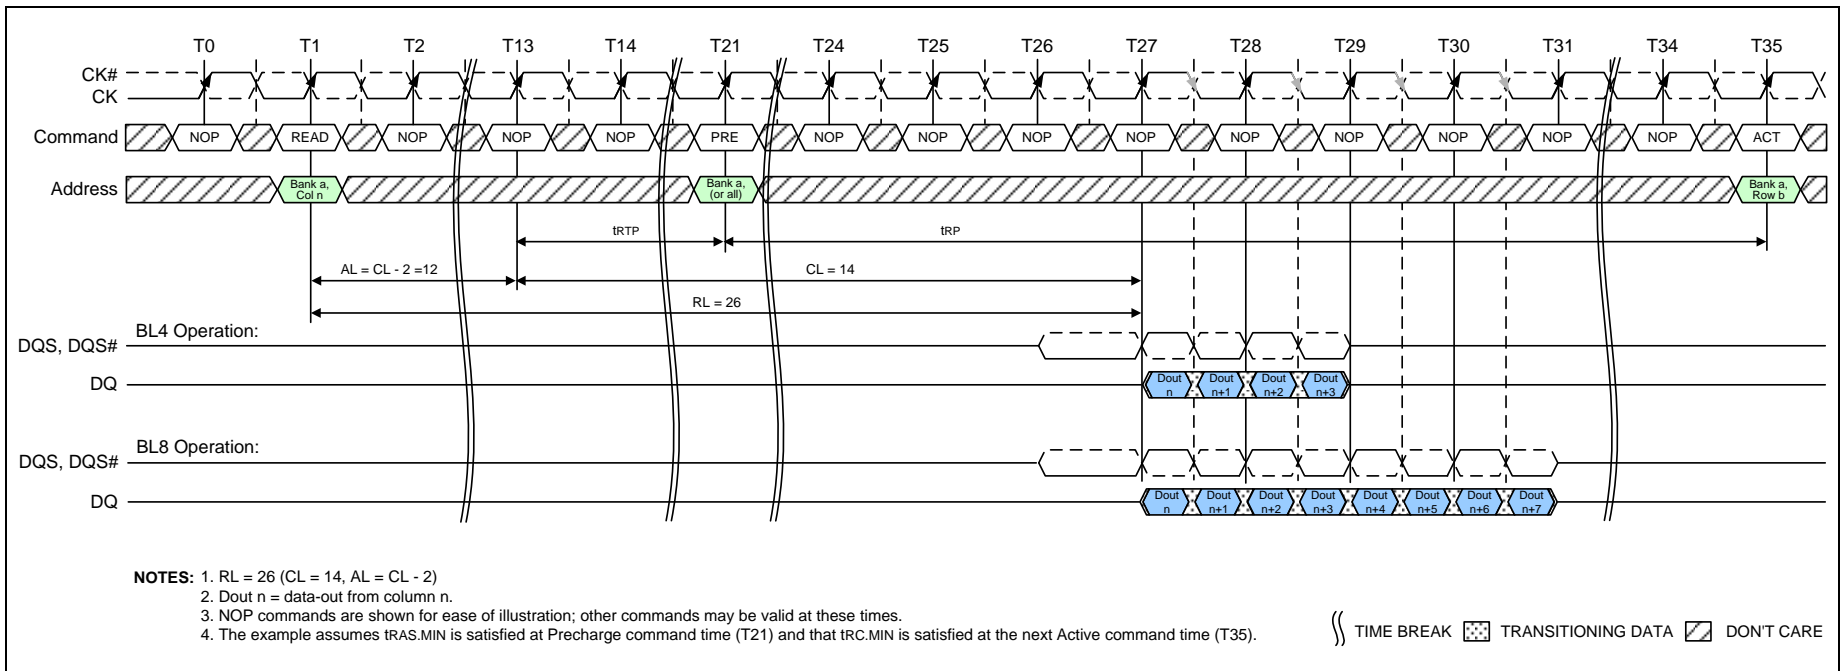 T0 T1 T2 T13 T14 T21 T24 T25 T26 T27 T28 T29 T30 T31 T34 T35
CK#
CK
Command NOP READ NOP NOP NOP PRE NOP NOP NOP NOP NOP NOP NOP NOP NOP ACT
Address Bank a, Col n Bank a, (or all) Bank a, Row b
tRTP tRP
AL = CL - 2 =12 CL = 14
RL = 26
BL4 Operation:
DQS, DQS#
DQ Dout n Dout n+1 Dout n+2 Dout n+3
BL8 Operation:
DQS, DQS#
DQ Dout n Dout n+1 Dout n+2 Dout n+3 Dout n+4 Dout n+5 Dout n+6 Dout n+7
NOTES: 1. RL = 26 (CL = 14, AL = CL - 2)
2. Dout n = data-out from column n.
3. NOP commands are shown for ease of illustration; other commands may be valid at these times.
4. The example assumes tRAS.MIN is satisfied at Precharge command time (T21) and that tRC.MIN is satisfied at the next Active command time (T35).
TIME BREAK TRANSITIONING DATA DON'T CARE